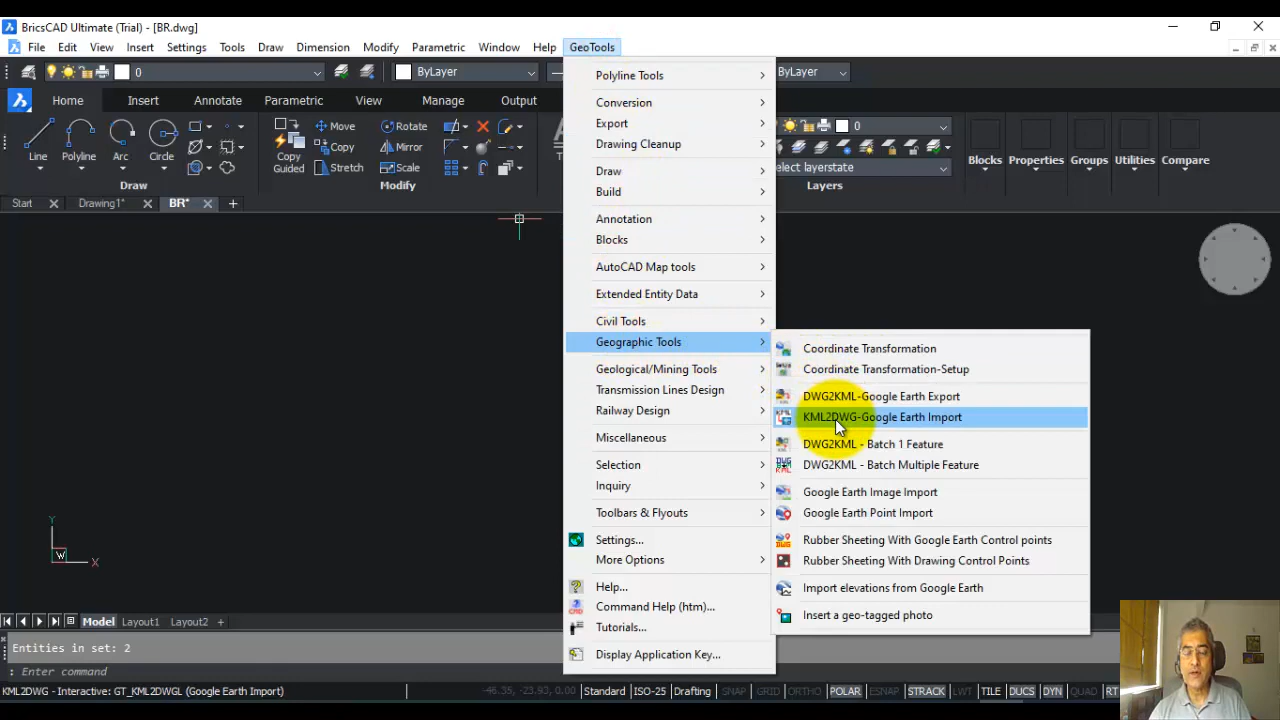 BricsCAD Ultimate (Trial) - [BR.dwg]
File Edit View Insert Settings Tools Draw Dimension Modify Parametric Window Help GeoTools
0 ByLayer ByLayer
Home Insert Annotate Parametric View Manage Output
Line Polyline Arc Circle
Copy Guided
Move Rotate
Copy Mirror
Stretch Scale
0
select layerstate
Blocks Properties Groups Utilities Compare
Draw Modify Layers
Start Drawing1* BR*
Polyline Tools
Conversion
Export
Drawing Cleanup
Draw
Build
Annotation
Blocks
AutoCAD Map tools
Extended Entity Data
Civil Tools
Geographic Tools
Geological/Mining Tools
Transmission Lines Design
Railway Design
Miscellaneous
Selection
Inquiry
Toolbars & Flyouts
Settings...
More Options
Help...
Command Help (htm)...
Tutorials...
Display Application Key...
Coordinate Transformation
Coordinate Transformation-Setup
DWG2KML-Google Earth Export
KML2DWG-Google Earth Import
DWG2KML - Batch 1 Feature
DWG2KML - Batch Multiple Feature
Google Earth Image Import
Google Earth Point Import
Rubber Sheeting With Google Earth Control points
Rubber Sheeting With Drawing Control Points
Import elevations from Google Earth
Insert a geo-tagged photo
Y
W X
Model Layout1 Layout2
Entities in set: 2
: Enter command
KML2DWG - Interactive: GT_KML2DWGL (Google Earth Import) -46.35, -23.93, 0.00 Standard ISO-25 Drafting SNAP GRID ORTHO POLAR ESNAP STRACK LWT TILE DUCS DYN QUAD RT